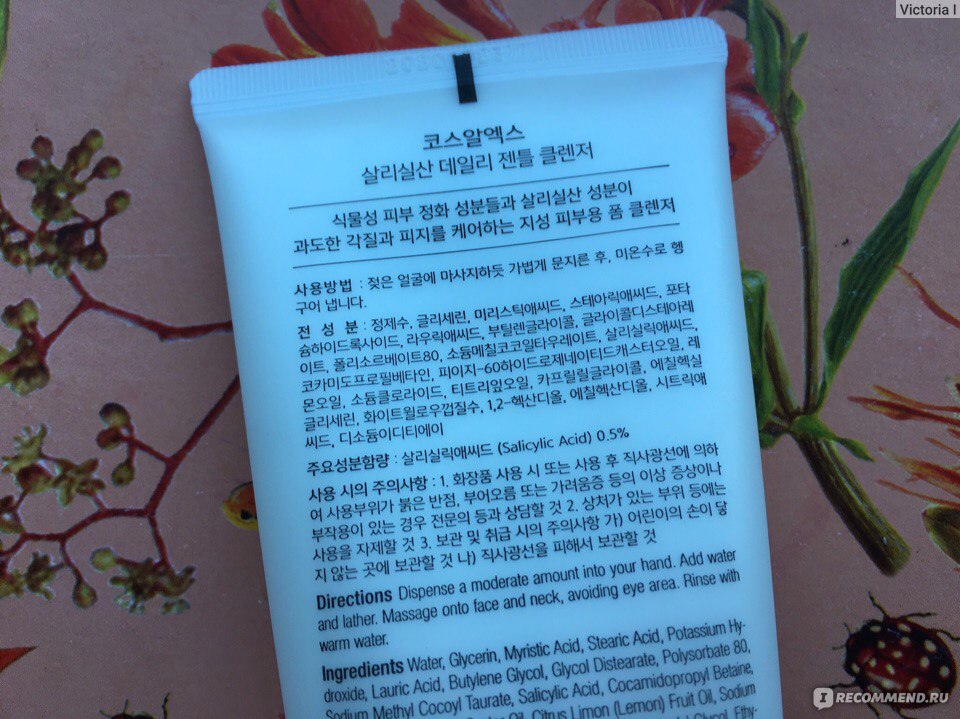 Victoria I
코스알엑스
살리실산 데일리 젠틀 클렌저
식물성 피부 정화 성분들과 살리실산 성분이
과도한 각질과 피지를 케어하는 지성 피부용 폼 클렌저
사용방법 : 젖은 얼굴에 마사지하듯 가볍게 문지른 후, 미온수로 헹
구어 냅니다.
전 성 분 : 정제수, 글리세린, 미리스틱애씨드, 스테아릭애씨드, 포타
슘하이드록사이드, 라우릭애씨드, 부틸렌글라이콜, 글라이콜디스테아레
이트, 폴리소르베이트80, 소듐메칠코코일타우레이트, 살리실릭애씨드,
코카미도프로필베타인, 피이지-60하이드로제네이티드캐스터오일, 레
몬오일, 소듐클로라이드, 티트리잎오일, 카프릴릴글라이콜, 에칠헥실
글리세린, 화이트윌로우껍질수, 1,2-헥산디올, 에칠헥산디올, 시트릭애
씨드, 디소듐이디티에이
주요성분함량 : 살리실릭애씨드 (Salicylic Acid) 0.5%
사용 시의 주의사항 : 1. 화장품 사용 시 또는 사용 후 직사광선에 의하
여 사용부위가 붉은 반점, 부어오름 또는 가려움증 등의 이상 증상이나
부작용이 있는 경우 전문의 등과 상담할 것 2. 상처가 있는 부위 등에는
사용을 자제할 것 3. 보관 및 취급 시의 주의사항 가) 어린이의 손이 닿
지 않는 곳에 보관할 것 나) 직사광선을 피해서 보관할 것
Directions Dispense a moderate amount into your hand. Add water
and lather. Massage onto face and neck, avoiding eye area. Rinse with
warm water.
Ingredients Water, Glycerin, Myristic Acid, Stearic Acid, Potassium Hy-
droxide, Lauric Acid, Butylene Glycol, Glycol Distearate, Polysorbate 80,
Sodium Methyl Cocoyl Taurate, Salicylic Acid, Cocamidopropyl Betaine,
Oil, Citrus Limon (Lemon) Fruit Oil, Sodium
Glycol, Ethy-
IRECOMMEND.RU